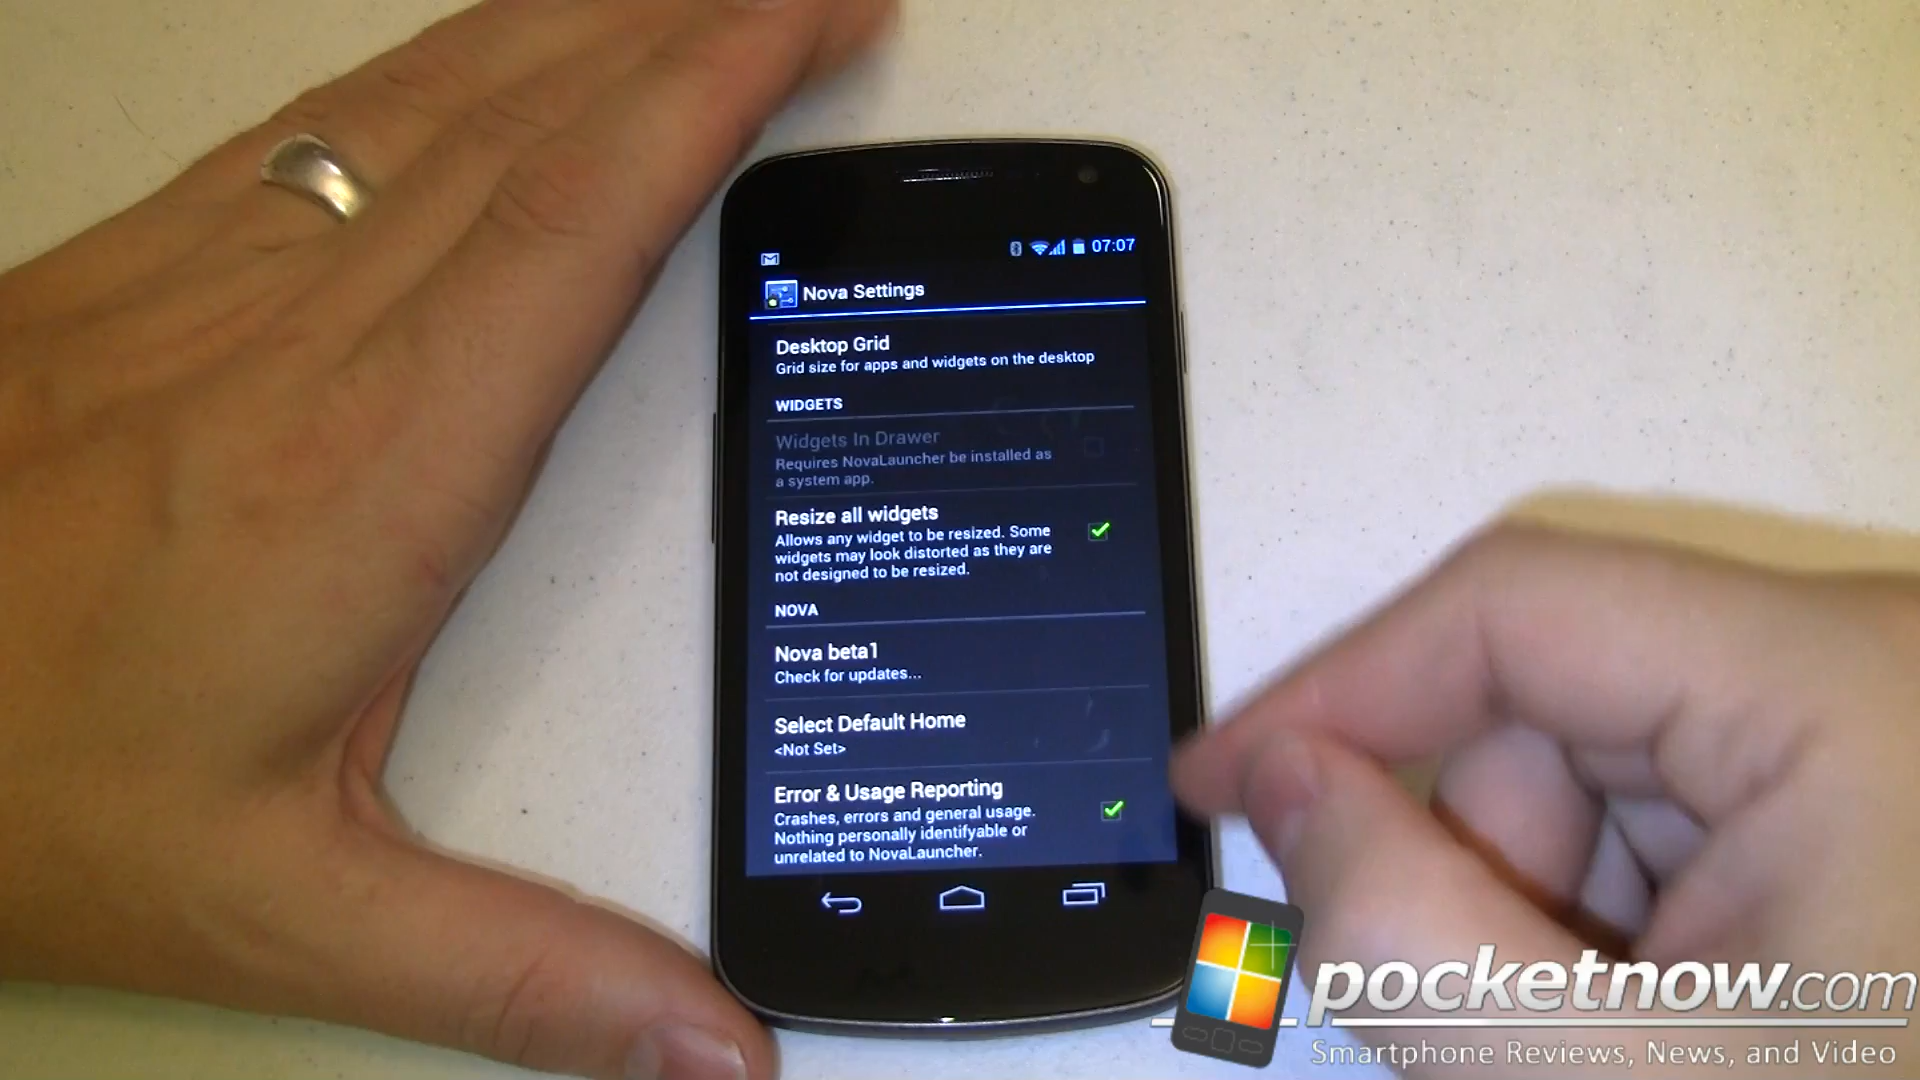 07:07
Nova Settings
Desktop Grid
Grid size for apps and widgets on the desktop
WIDGETS
Widgets In Drawer
Requires NovaLauncher be installed as
a system app.
Resize all widgets
Allows any widget to be resized. Some
widgets may look distorted as they are
not designed to be resized.
NOVA
Nova beta1
Check for updates...
Select Default Home
<Not Set>
Error & Usage Reporting
Crashes, errors and general usage.
Nothing personally identifyable or
unrelated to NovaLauncher.
pocketnow.com
Smartphone Reviews, News, and Video